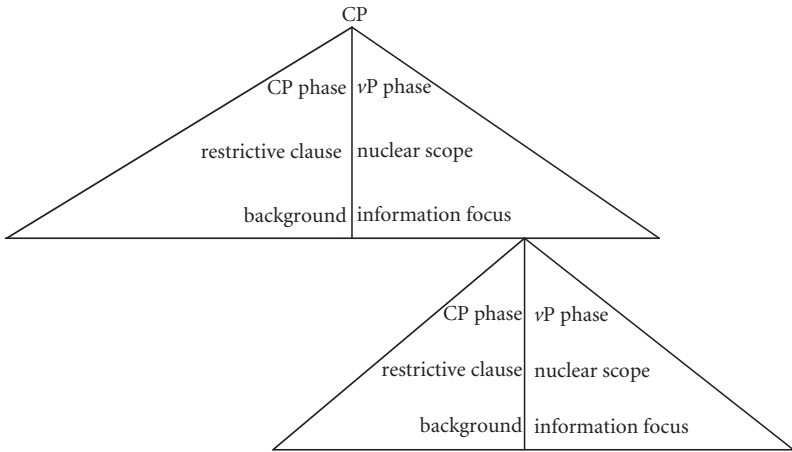 CP
CP phase vP phase
restrictive clause nuclear scope
background information focus
CP phase vP phase
restrictive clause nuclear scope
background information focus